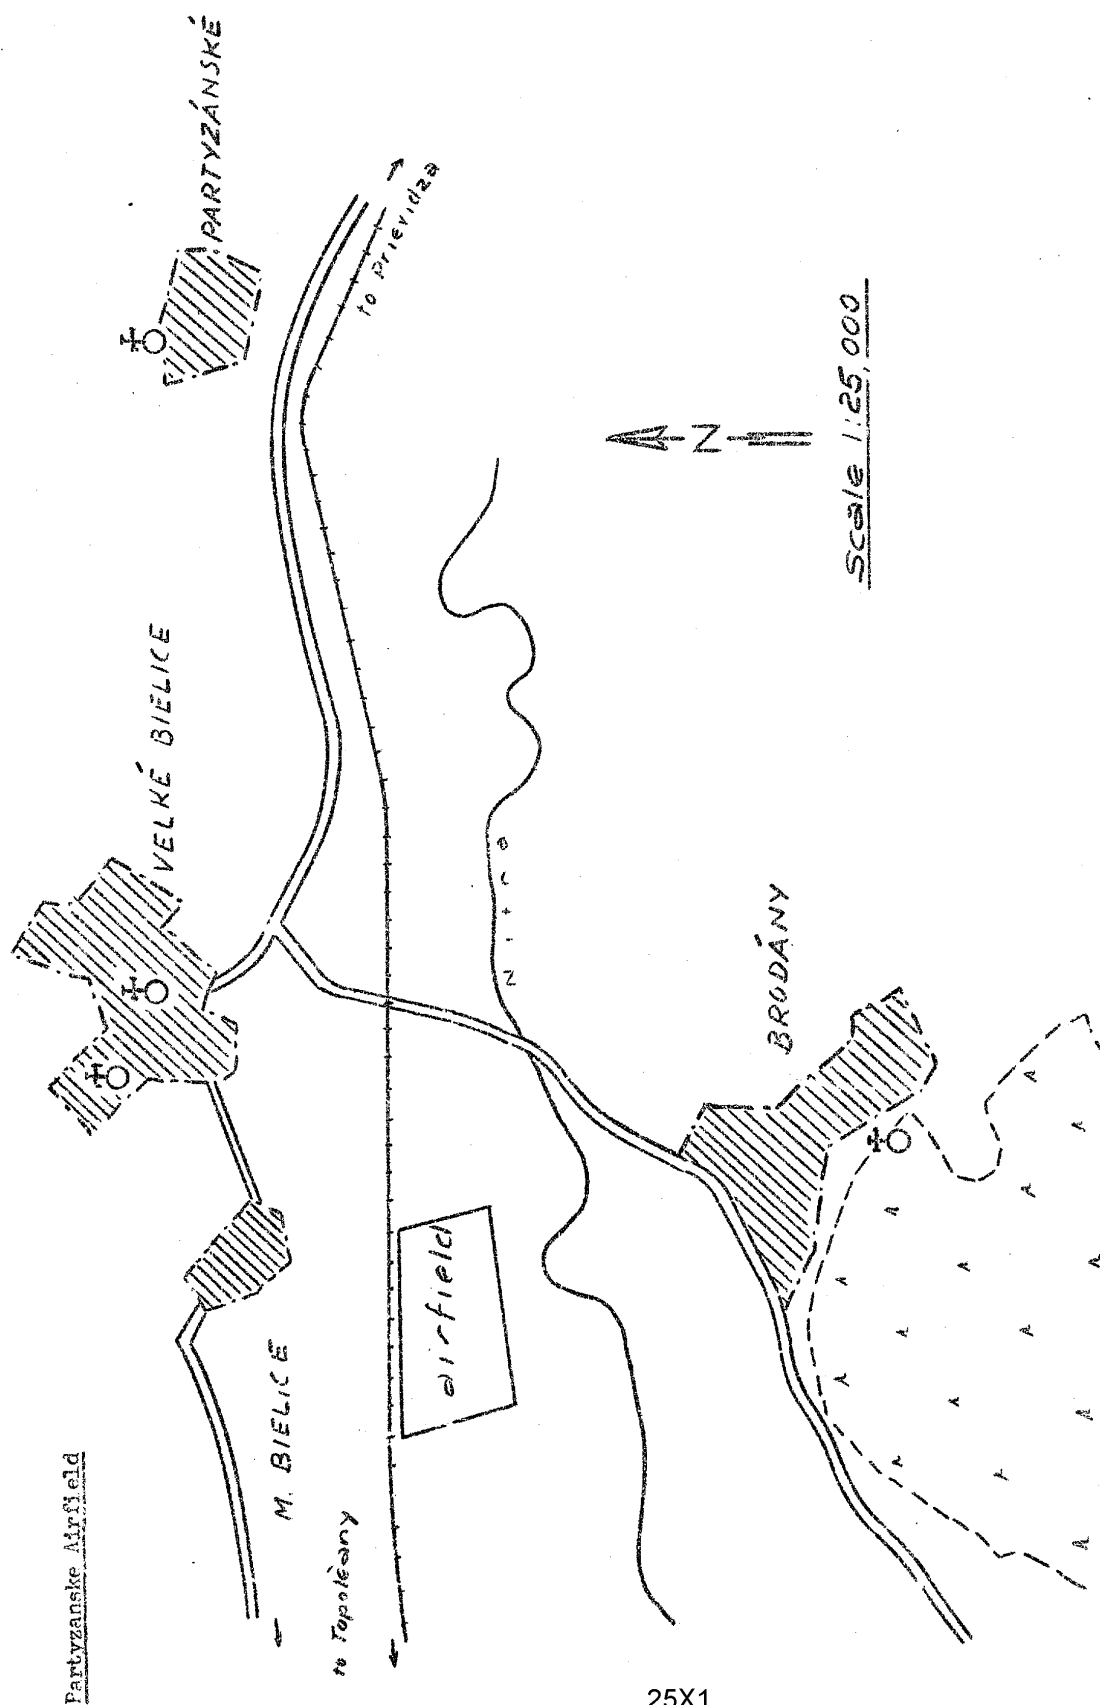 Partyzanske Airfield
PARTYZÁNSKÉ
VELKÉ BIELICE
M. BIELICE
to Topolčany
to Prievidza
airfield
Nitra
BRODÁNY
N
Scale 1:25,000
25X1